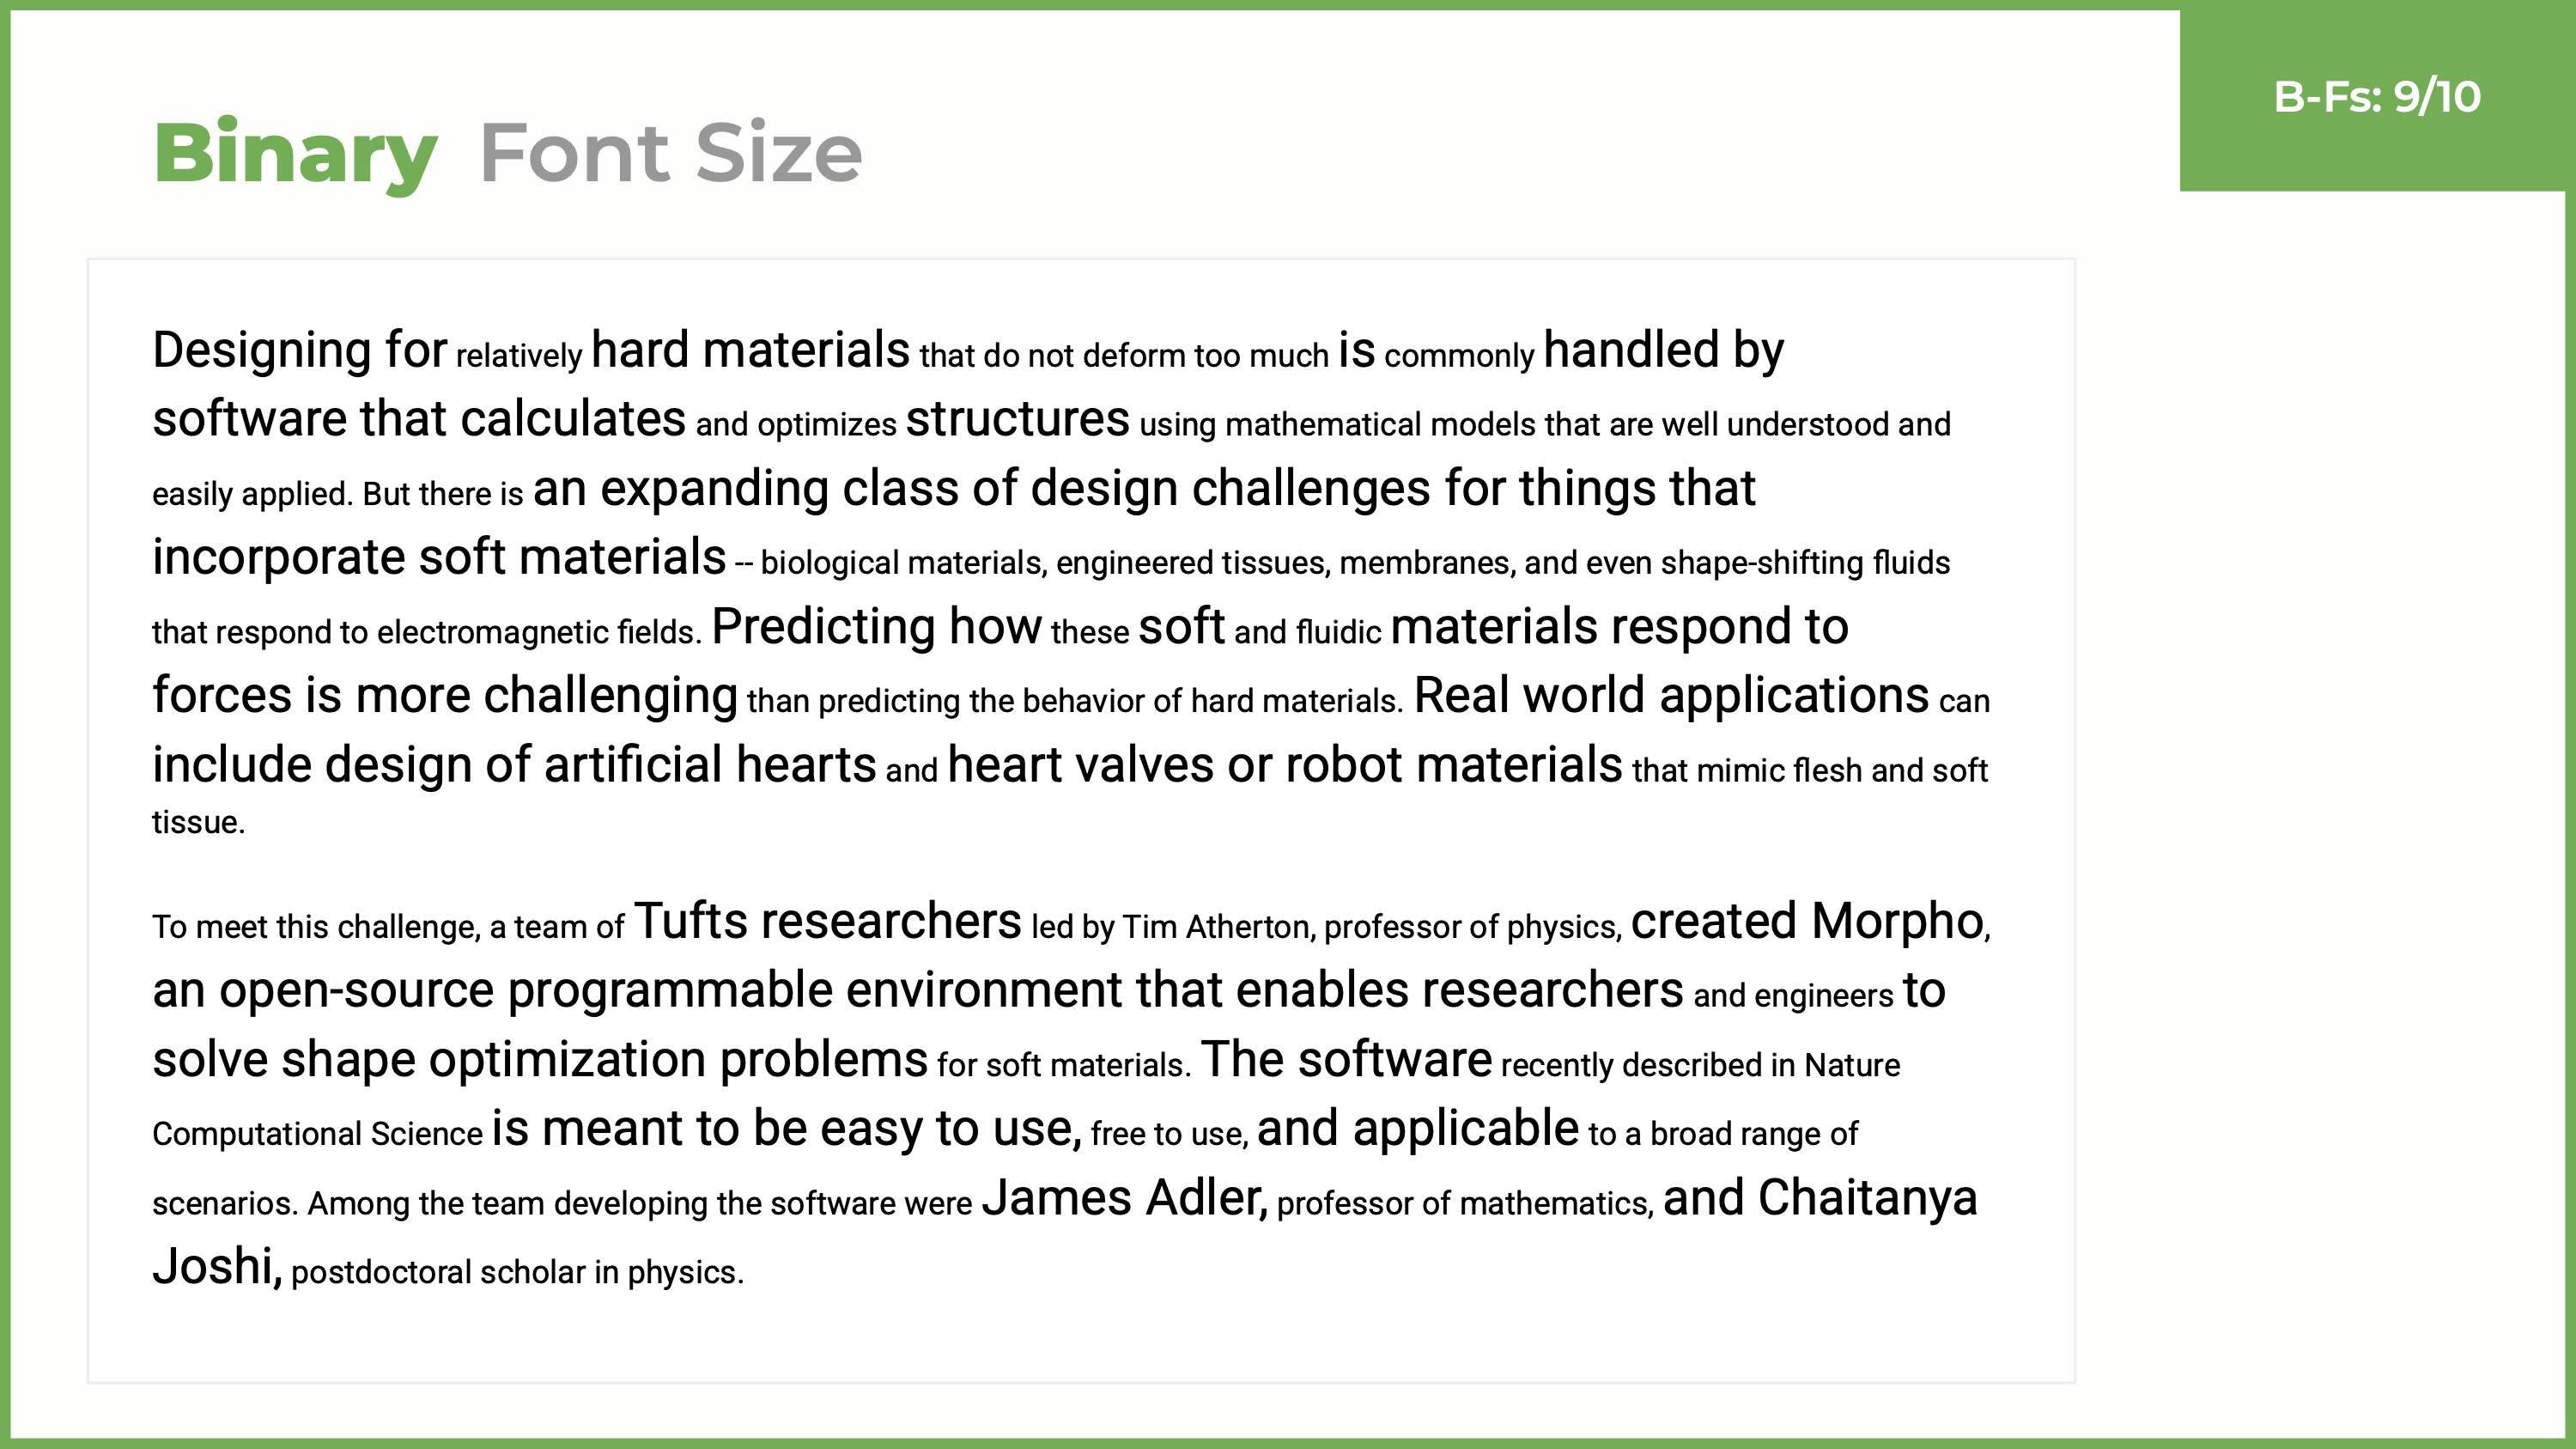 B-Fs: 9/10
Binary Font Size
Designing for relatively hard materials that do not deform too much is commonly handled by
software that calculates and optimizes structures using mathematical models that are well understood and
easily applied. But there is an expanding class of design challenges for things that
incorporate soft materials -- biological materials, engineered tissues, membranes, and even shape-shifting fluids
that respond to electromagnetic fields. Predicting how these soft and fluidic materials respond to
forces is more challenging than predicting the behavior of hard materials. Real world applications can
include design of artificial hearts and heart valves or robot materials that mimic flesh and soft
tissue.
To meet this challenge, a team of Tufts researchers led by Tim Atherton, professor of physics, created Morpho,
an open-source programmable environment that enables researchers and engineers to
solve shape optimization problems for soft materials. The software recently described in Nature
Computational Science is meant to be easy to use, free to use, and applicable to a broad range of
scenarios. Among the team developing the software were James Adler, professor of mathematics, and Chaitanya
Joshi, postdoctoral scholar in physics.